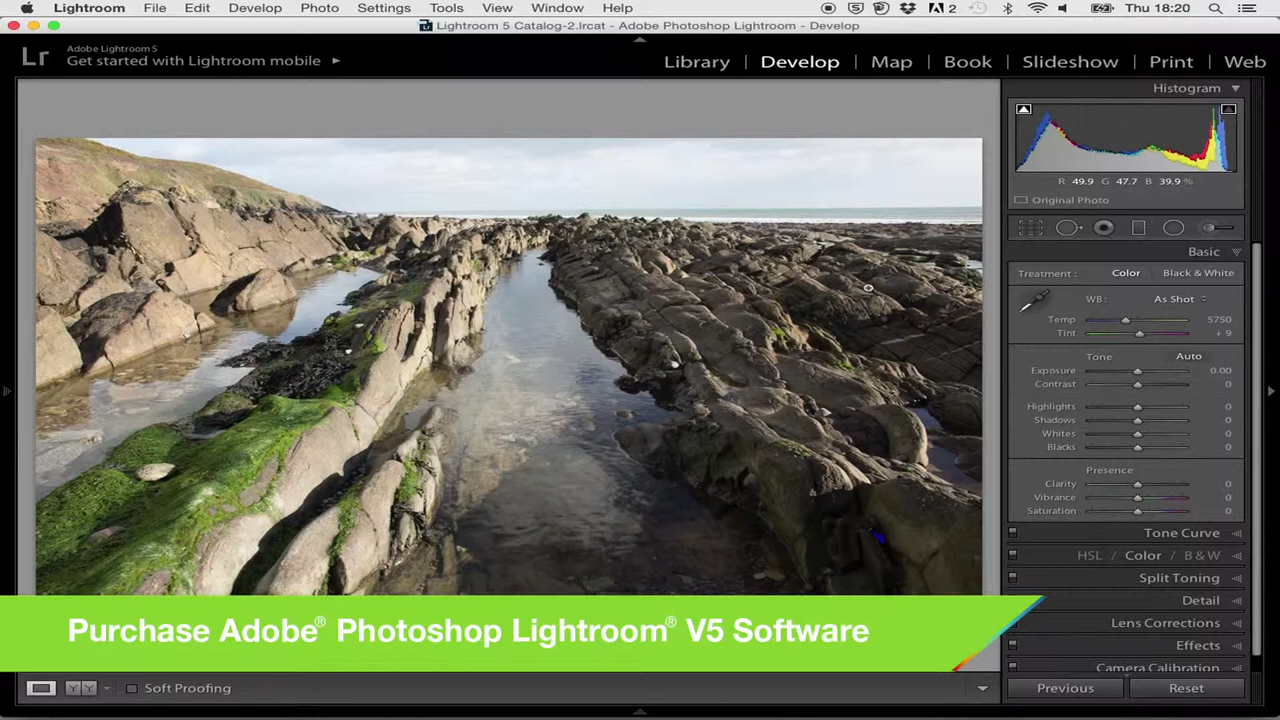 Lightroom File Edit Develop Photo Settings Tools View Window Help 2 Thu 18:20
Lightroom 5 Catalog-2.lrcat - Adobe Photoshop Lightroom - Develop
Lr
Adobe Lightroom 5
Get started with Lightroom mobile
Library Develop Map Book Slideshow Print Web
Histogram
R 49.9 G 47.7 B 39.9 %
Original Photo
Basic
Treatment : Color Black & White
WB: As Shot
Temp 5750
Tint + 9
Tone Auto
Exposure 0.00
Contrast 0
Highlights 0
Shadows 0
Whites 0
Blacks 0
Presence
Clarity 0
Vibrance 0
Saturation 0
Tone Curve
HSL / Color / B & W
Split Toning
Detail
Lens Corrections
Effects
Camera Calibration
Purchase Adobe® Photoshop Lightroom® V5 Software
YY
Soft Proofing
Previous Reset